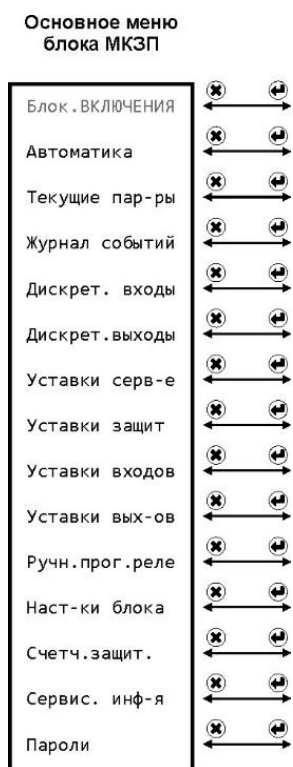 Основное меню
блока МКЗП
Блок.ВКЛЮЧЕНИЯ
Автоматика
Текущие пар-ры
Журнал событий
Дискрет. входы
Дискрет.выходы
Уставки серв-е
Уставки защит
Уставки входов
Уставки вых-ов
Ручн.прог.реле
Наст-ки блока
Счетч.защит.
Сервис. инф-я
Пароли